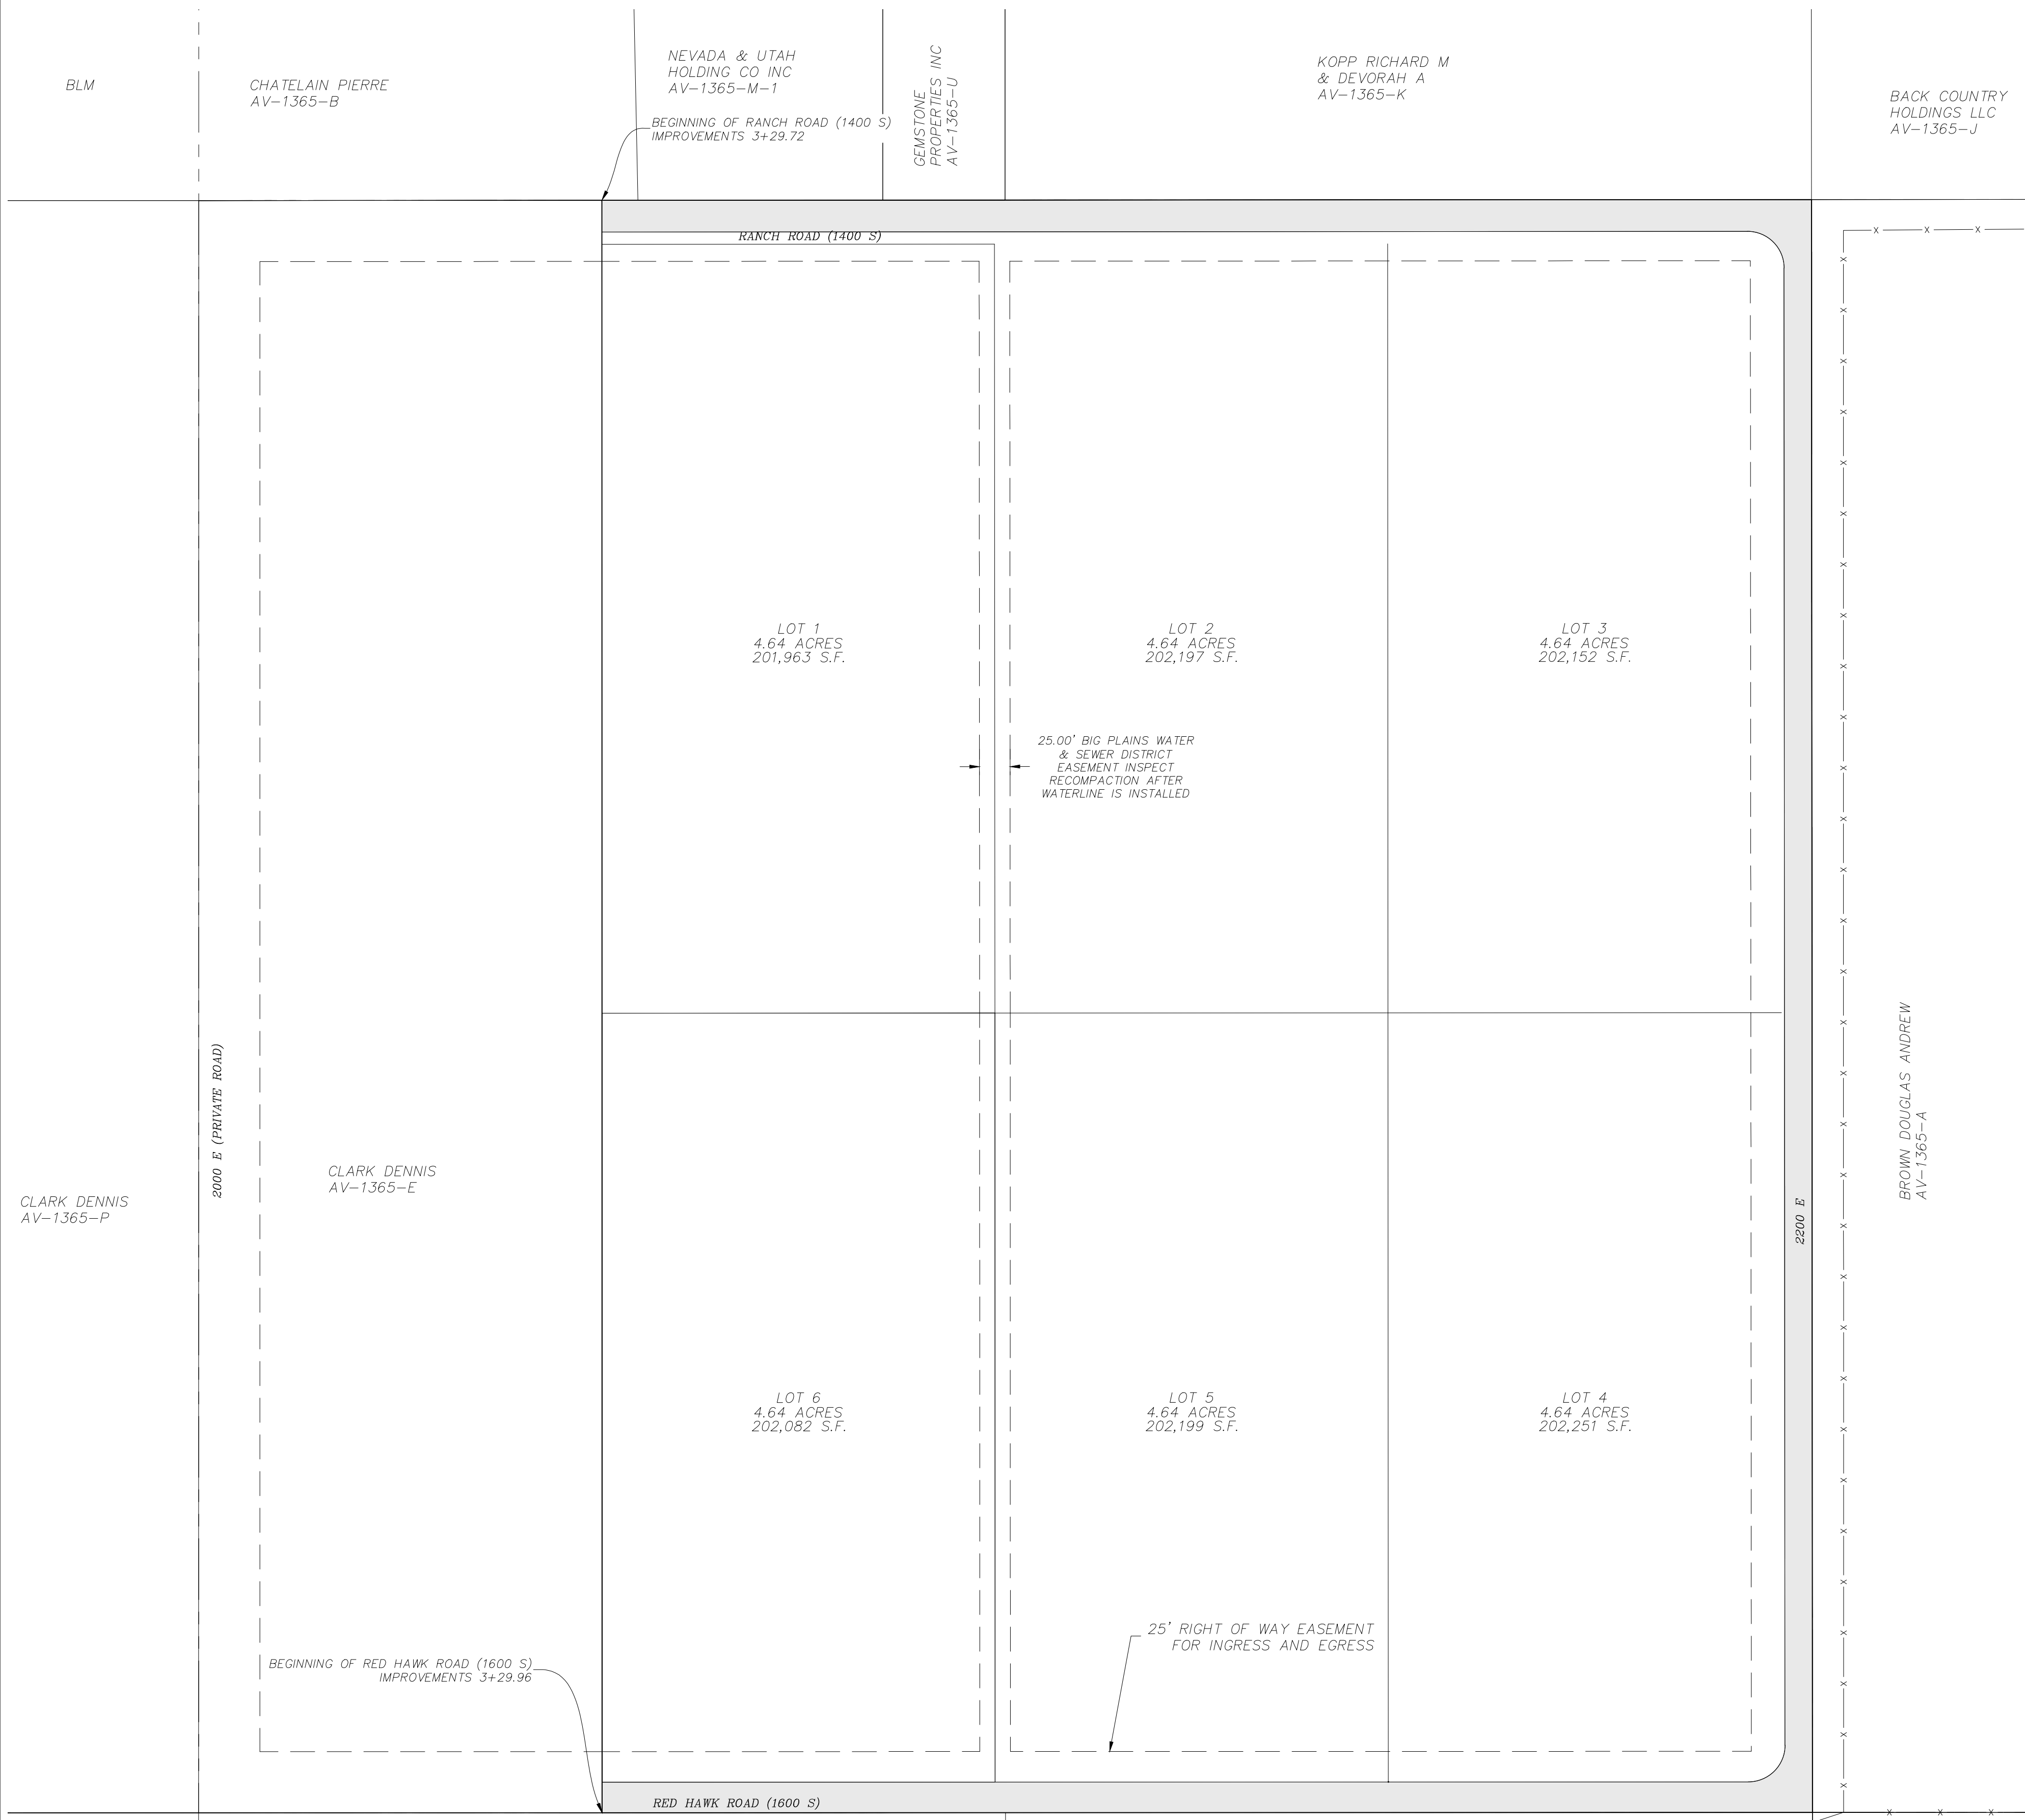 BLM
CHATELAIN PIERRE
AV-1365-B
NEVADA & UTAH
HOLDING CO INC
AV-1365-M-1
BEGINNING OF RANCH ROAD (1400 S)
IMPROVEMENTS 3+29.72
GEMSTONE
PROPERTIES INC
AV-1365-U
KOPP RICHARD M
& DEVORAH A
AV-1365-K
BACK COUNTRY
HOLDINGS LLC
AV-1365-J
RANCH ROAD (1400 S)
LOT 1
4.64 ACRES
201,963 S.F.
LOT 2
4.64 ACRES
202,197 S.F.
LOT 3
4.64 ACRES
202,152 S.F.
25.00' BIG PLAINS WATER
& SEWER DISTRICT
EASEMENT INSPECT
RECOMPACTION AFTER
WATERLINE IS INSTALLED
CLARK DENNIS
AV-1365-P
2000 E (PRIVATE ROAD)
CLARK DENNIS
AV-1365-E
2200 E
BROWN DOUGLAS ANDREW
AV-1365-A
LOT 6
4.64 ACRES
202,082 S.F.
LOT 5
4.64 ACRES
202,199 S.F.
LOT 4
4.64 ACRES
202,251 S.F.
25' RIGHT OF WAY EASEMENT
FOR INGRESS AND EGRESS
BEGINNING OF RED HAWK ROAD (1600 S)
IMPROVEMENTS 3+29.96
RED HAWK ROAD (1600 S)